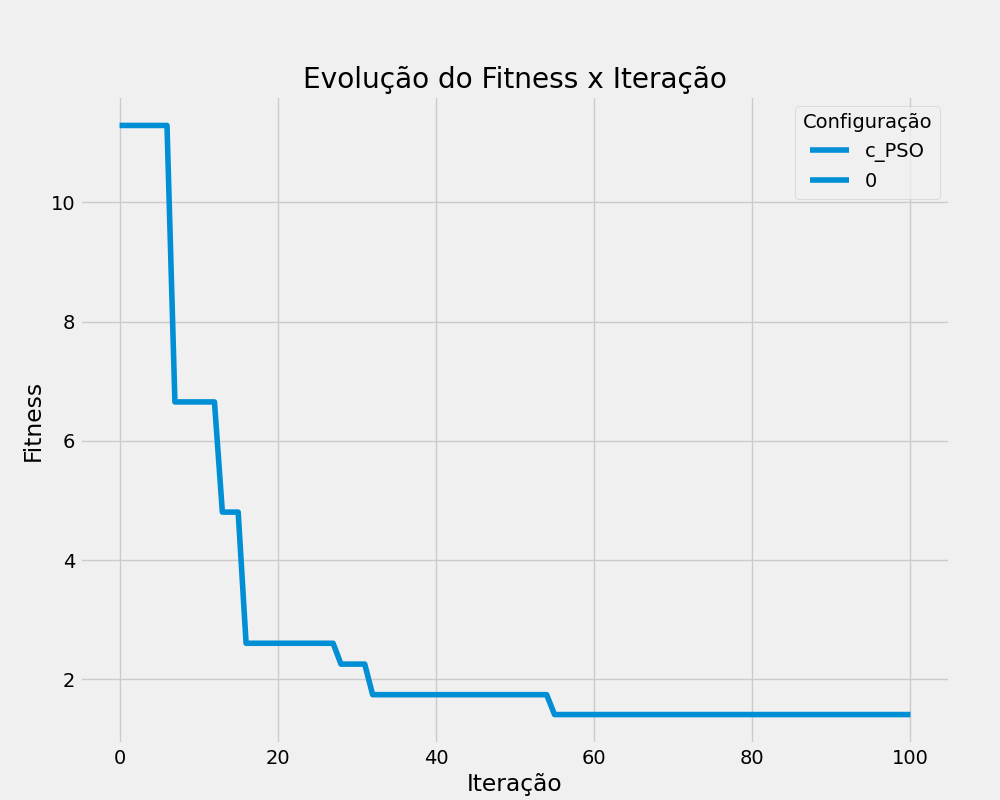 Evolução do Fitness x Iteração
Configuração
c_PSO
0
10
8
6
4
2
Fitness
0 20 40 60 80 100
Iteração